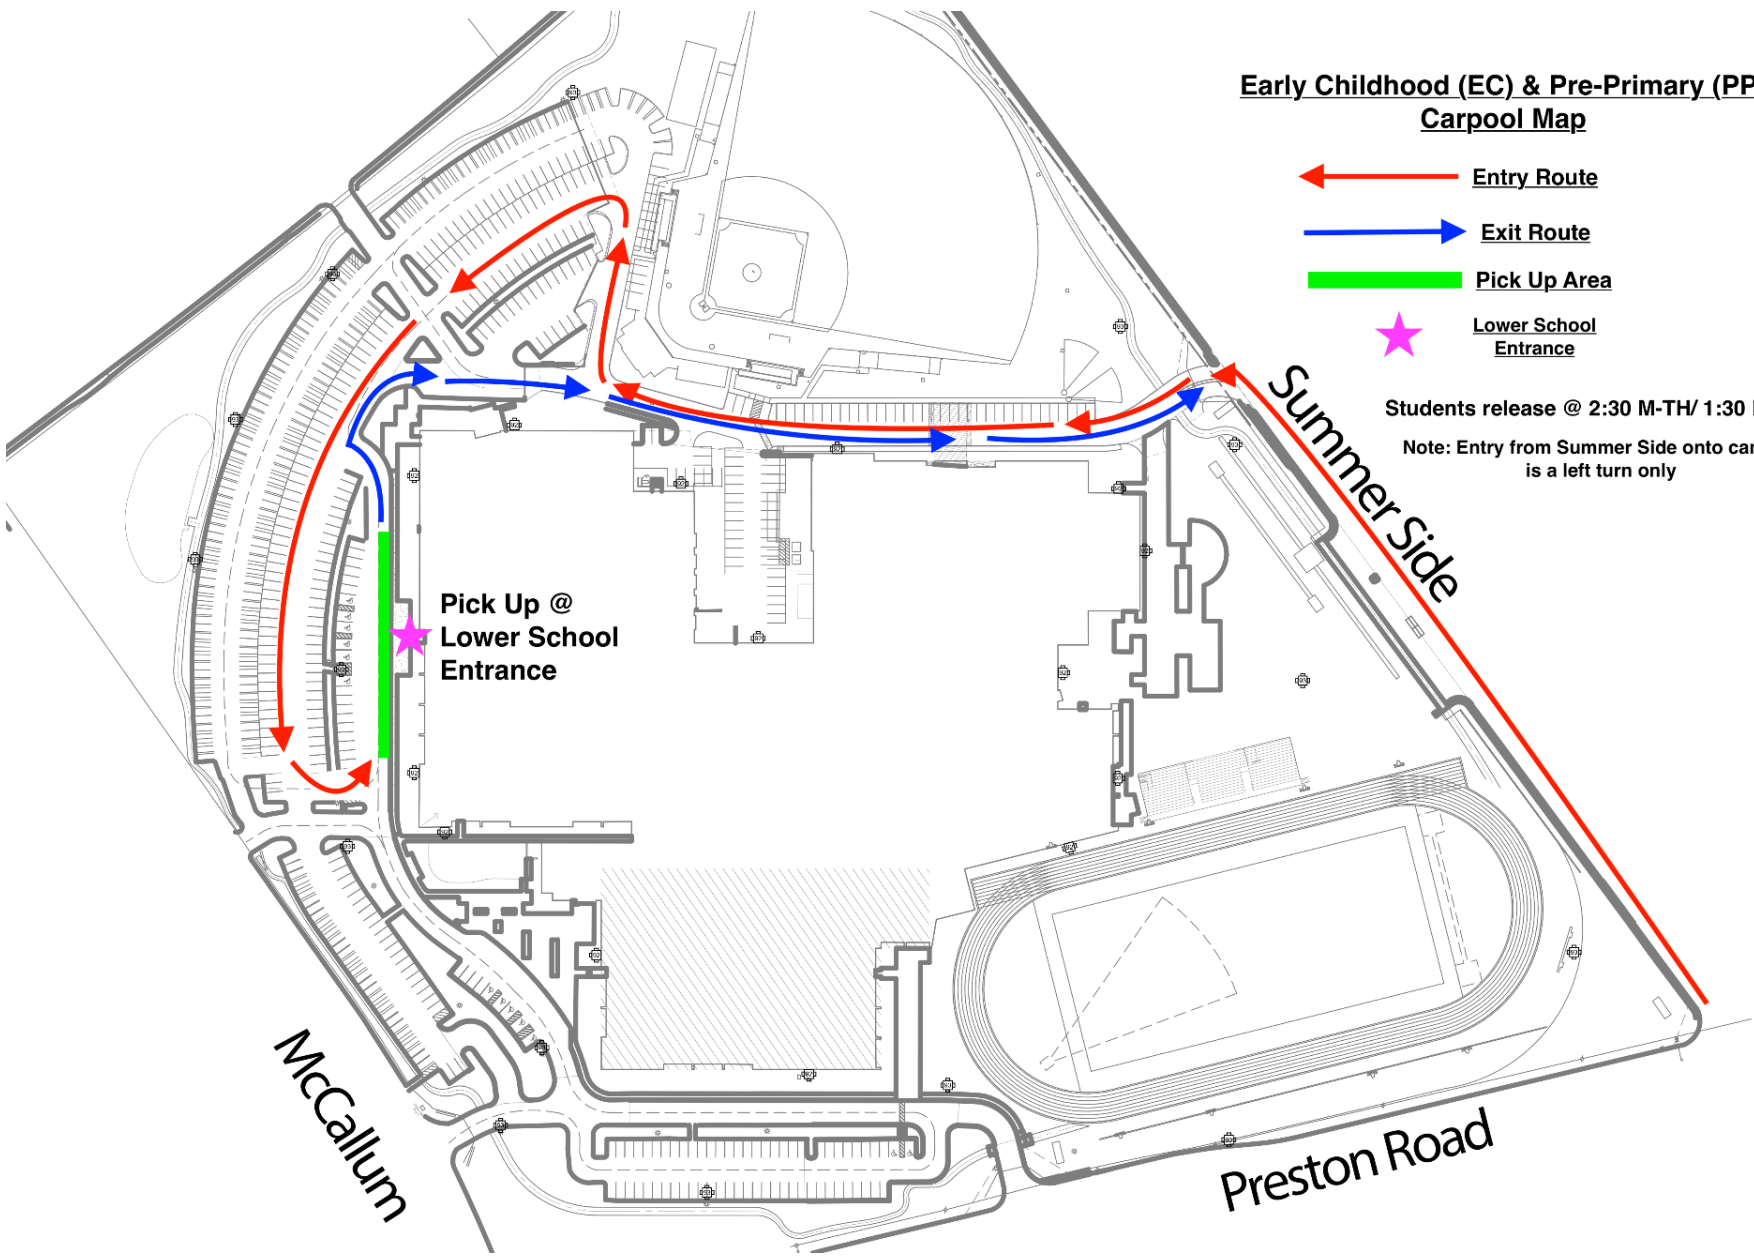 Early Childhood (EC) & Pre-Primary (PP
Carpool Map
Entry Route
Exit Route
Pick Up Area
Lower School
Entrance
Summer Side
Students release @ 2:30 M-TH/ 1:30
Note: Entry from Summer Side onto
is a left turn only
Pick Up @
Lower School
Entrance
McCallum
Preston Road